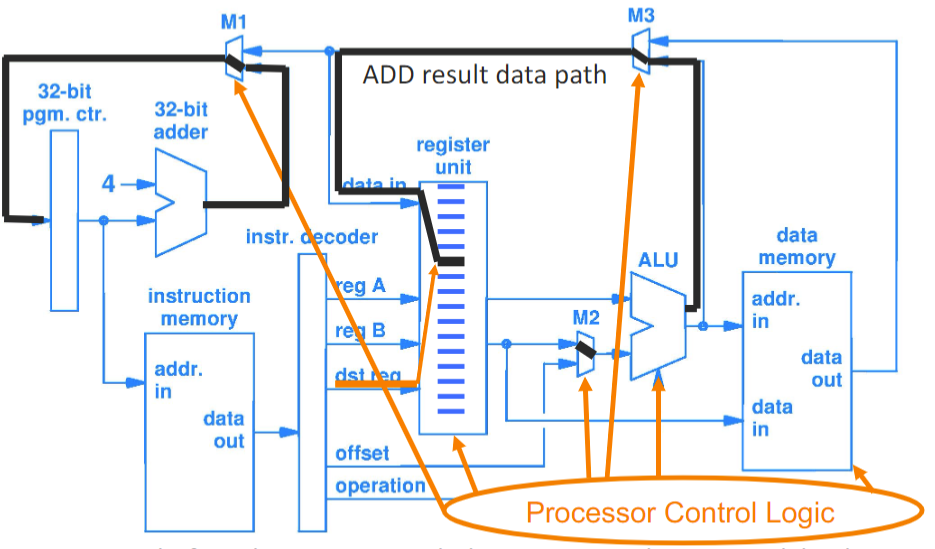 M1
M3
ADD result data path
32-bit
pgm. ctr.
32-bit
adder
register
unit
4
data in
instr. decoder
data
memory
ALU
reg A
instruction
memory
addr.
in
M2
reg B
addr.
in
data
out
dst reg
data
out
data
in
offset
operation
Processor Control Logic